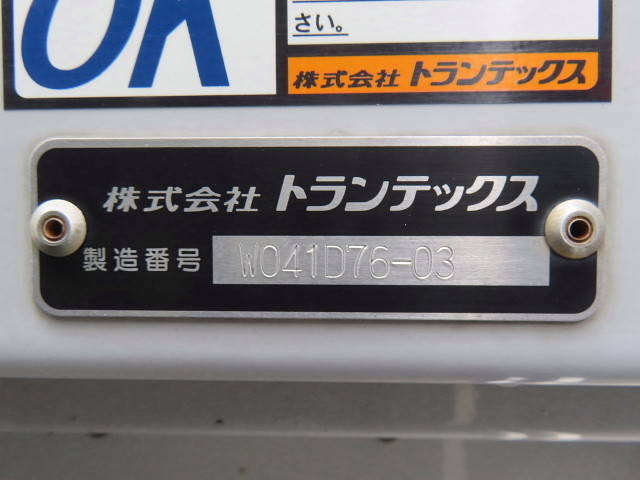 OK
さい。
株式会社 トランテックス
株式会社 トランテックス
製造番号 W041D76-03